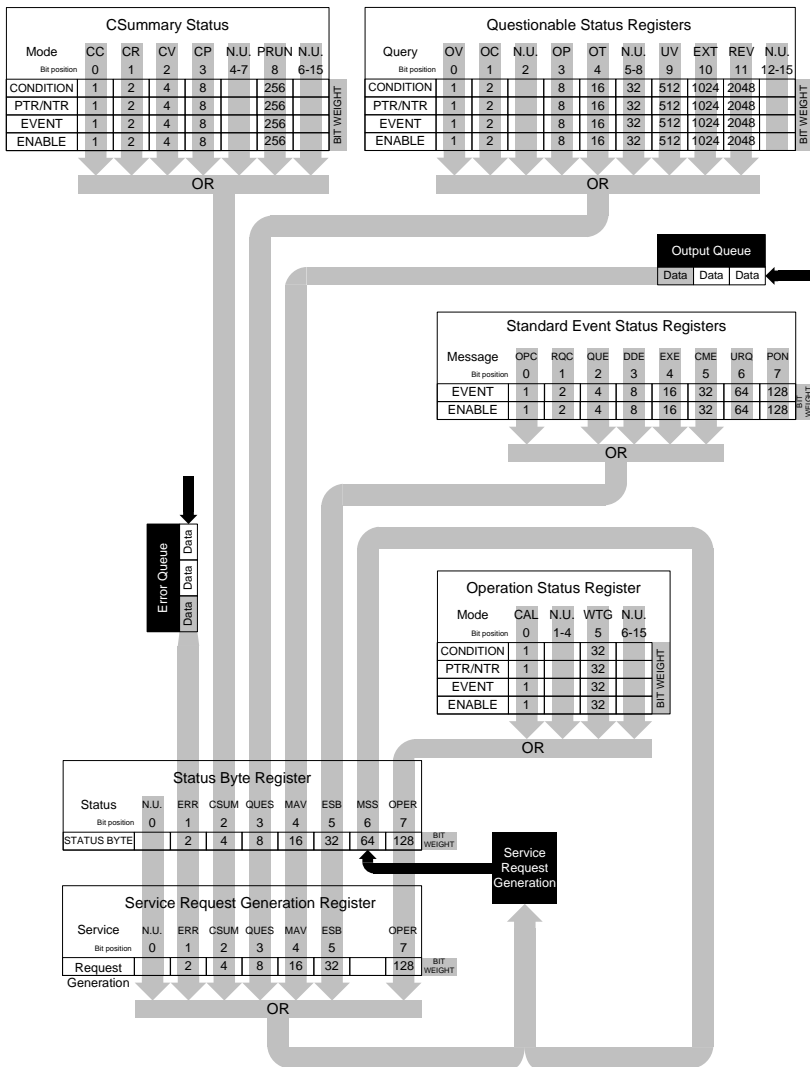 CSummary Status
Mode CC CR CV CP N.U. PRUN N.U.
Bit position 0 1 2 3 4-7 8 6-15
CONDITION 1 2 4 8 256
PTR/NTR 1 2 4 8 256
EVENT 1 2 4 8 256
ENABLE 1 2 4 8 256
BIT WEIGHT
OR
Questionable Status Registers
Query OV OC N.U. OP OT N.U. UV EXT REV N.U.
Bit position 0 1 2 3 4 5-8 9 10 11 12-15
CONDITION 1 2 8 16 32 512 1024 2048
PTR/NTR 1 2 8 16 32 512 1024 2048
EVENT 1 2 8 16 32 512 1024 2048
ENABLE 1 2 8 16 32 512 1024 2048
BIT WEIGHT
OR
Output Queue
Data Data Data
Standard Event Status Registers
Message OPC RQC QUE DDE EXE CME URQ PON
Bit position 0 1 2 3 4 5 6 7
EVENT 1 2 4 8 16 32 64 128
ENABLE 1 2 4 8 16 32 64 128
BIT
WEIGHT
OR
Error Queue
Data Data Data
Operation Status Register
Mode CAL N.U. WTG N.U.
Bit position 0 1-4 5 6-15
CONDITION 1 32
PTR/NTR 1 32
EVENT 1 32
ENABLE 1 32
BIT WEIGHT
OR
Status Byte Register
Status N.U. ERR CSUM QUES MAV ESB MSS OPER
Bit position 0 1 2 3 4 5 6 7
STATUS BYTE 2 4 8 16 32 64 128
BIT
WEIGHT
Service
Request
Generation
Service Request Generation Register
Service N.U. ERR CSUM QUES MAV ESB OPER
Bit position 0 1 2 3 4 5 7
Request 2 4 8 16 32 128
Generation
BIT
WEIGHT
OR